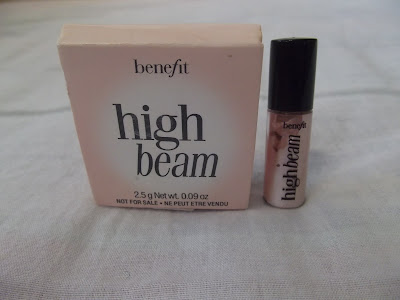 benefit
high
beam
2.5 g Net wt. 0.09 oz
NOT FOR SALE • NE PEUT ETRE VENDU
benefit
highbeam